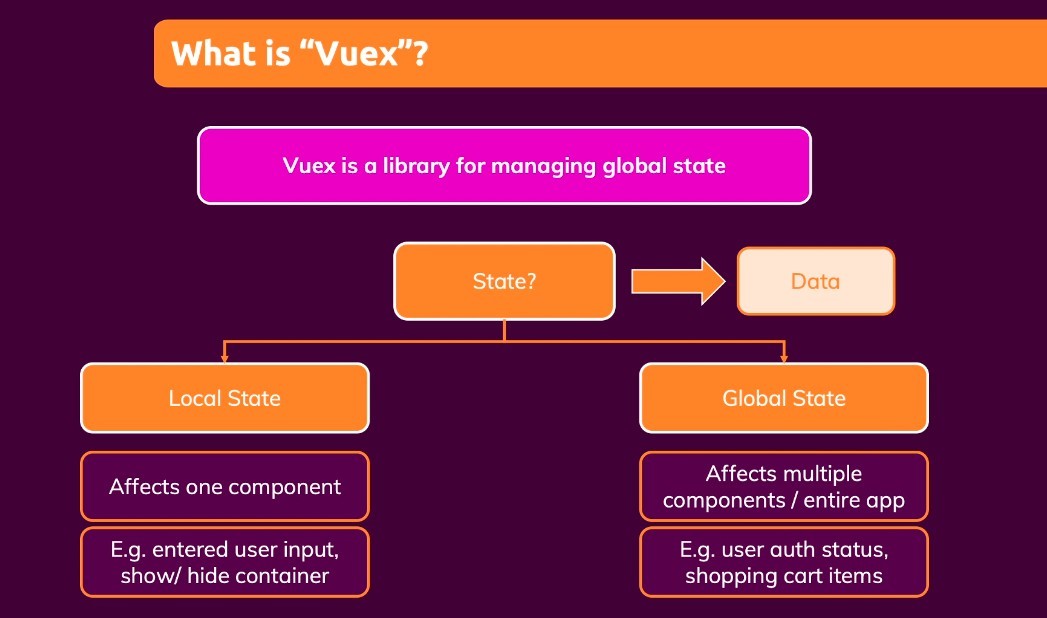 What is “Vuex”?
Vuex is a library for managing global state
State?
Data
Local State
Global State
Affects one component
Affects multiple
components / entire app
E.g. entered user input,
show/ hide container
E.g. user auth status,
shopping cart items